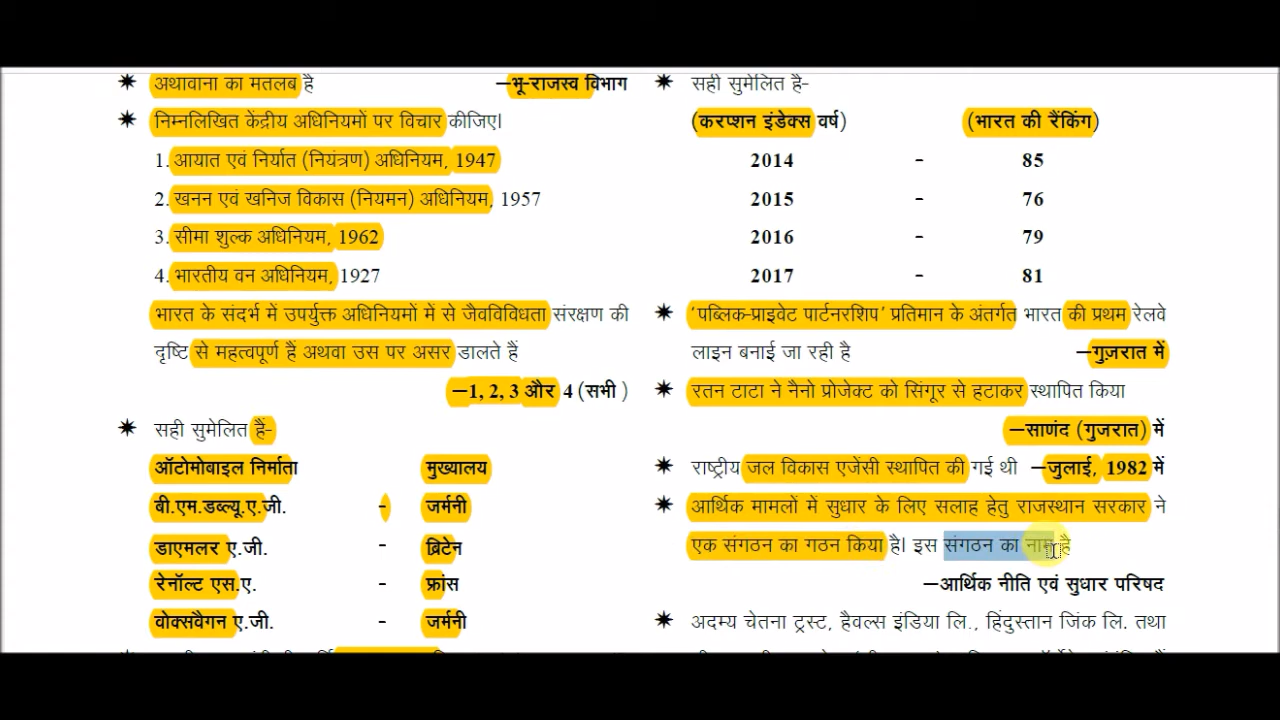 ✷ अथावाना का मतलब है –भू-राजस्व विभाग
✷ निम्नलिखित केंद्रीय अधिनियमों पर विचार कीजिए।
1. आयात एवं निर्यात (नियंत्रण) अधिनियम, 1947
2. खनन एवं खनिज विकास (नियमन) अधिनियम, 1957
3. सीमा शुल्क अधिनियम, 1962
4. भारतीय वन अधिनियम, 1927
भारत के संदर्भ में उपर्युक्त अधिनियमों में से जैवविविधता संरक्षण की
दृष्टि से महत्वपूर्ण हैं अथवा उस पर असर डालते हैं
–1, 2, 3 और 4 (सभी )
✷ सही सुमेलित हैं-
ऑटोमोबाइल निर्माता मुख्यालय
बी.एम.डब्ल्यू.ए.जी. - जर्मनी
डाएमलर ए.जी. - ब्रिटेन
रेनॉल्ट एस.ए. - फ्रांस
वोक्सवैगन ए.जी. - जर्मनी
सही सुमेलित है-
(करप्शन इंडेक्स वर्ष) (भारत की रैंकिंग)
2014 - 85
2015 - 76
2016 - 79
2017 - 81
✷ 'पब्लिक-प्राइवेट पार्टनरशिप' प्रतिमान के अंतर्गत भारत की प्रथम रेलवे
लाइन बनाई जा रही है –गुजरात में
✷ रतन टाटा ने नैनो प्रोजेक्ट को सिंगूर से हटाकर स्थापित किया
–साणंद (गुजरात) में
✷ राष्ट्रीय जल विकास एजेंसी स्थापित की गई थी –जुलाई, 1982 में
✷ आर्थिक मामलों में सुधार के लिए सलाह हेतु राजस्थान सरकार ने
एक संगठन का गठन किया है। इस संगठन का नाम है
–आर्थिक नीति एवं सुधार परिषद
✷ अदम्य चेतना ट्रस्ट, हैवल्स इंडिया लि., हिंदुस्तान जिंक लि. तथा